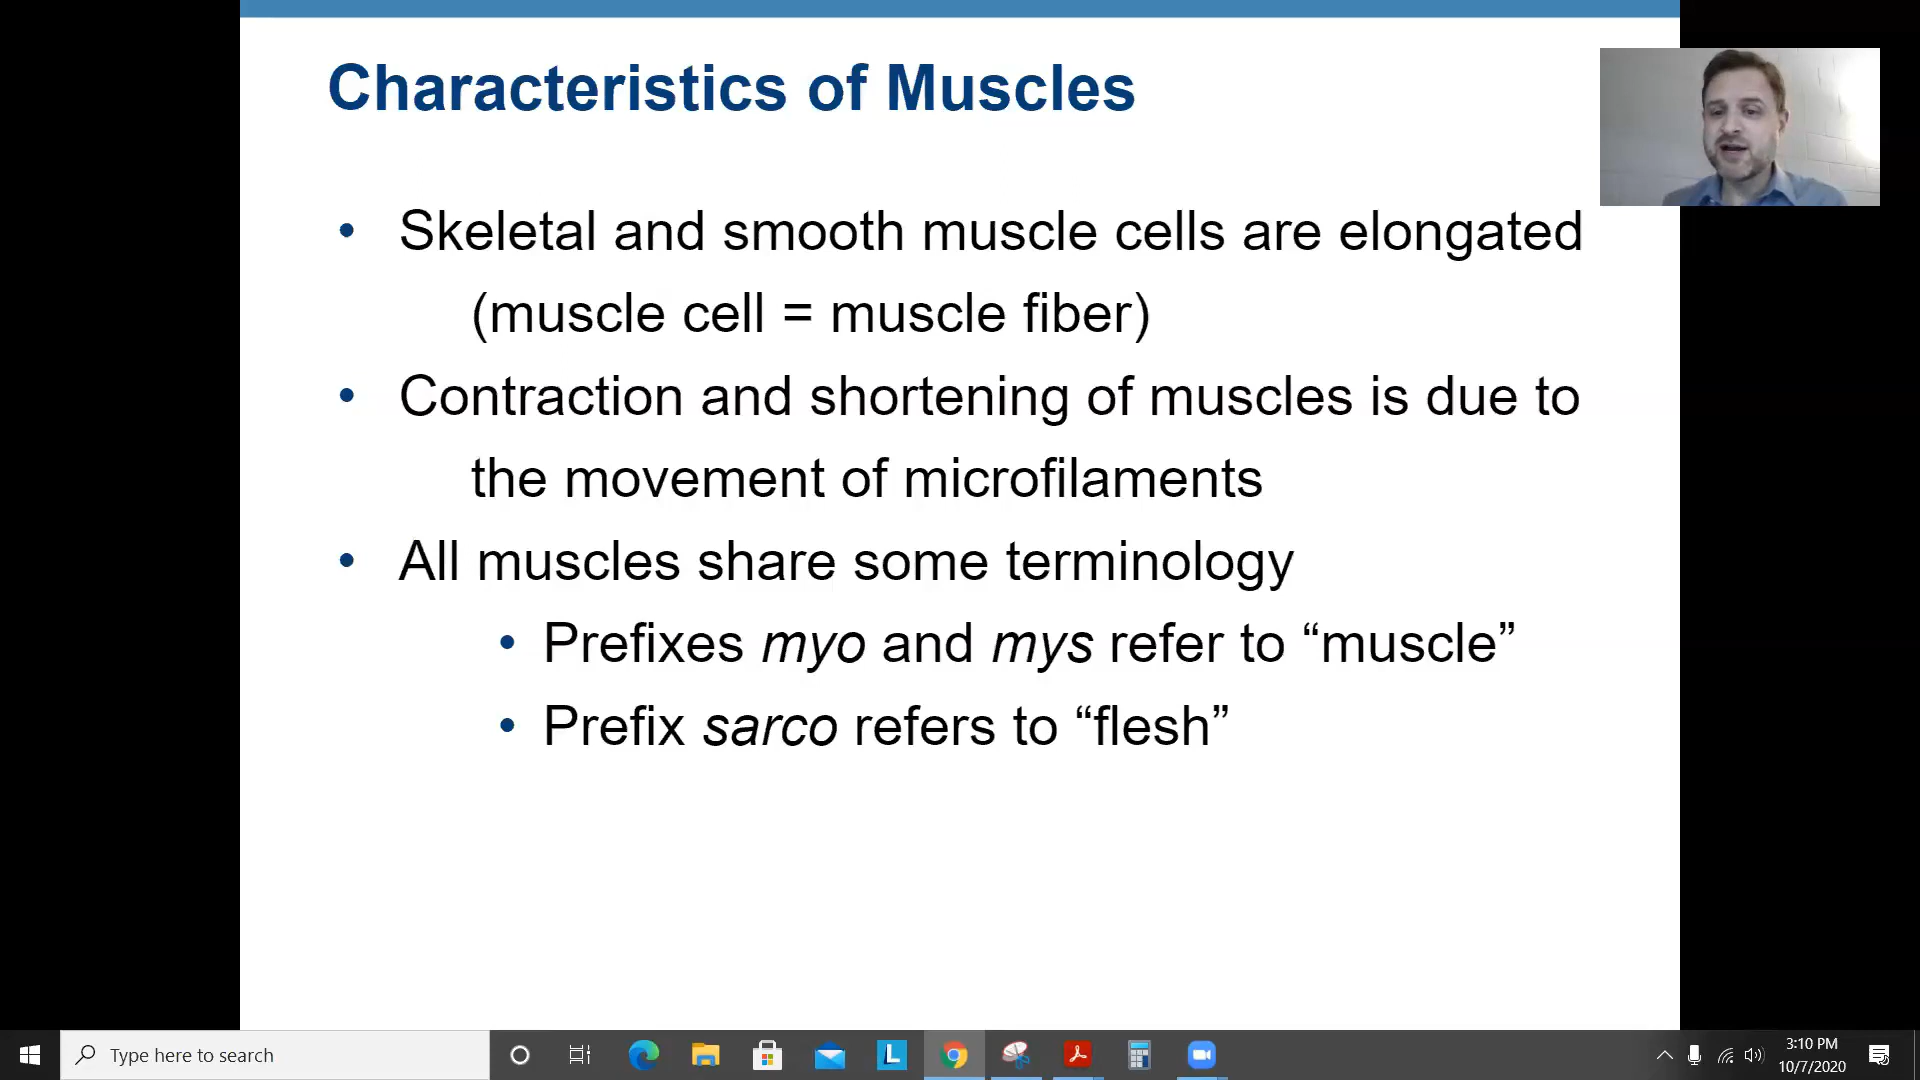 Characteristics of Muscles
• Skeletal and smooth muscle cells are elongated
(muscle cell = muscle fiber)
• Contraction and shortening of muscles is due to
the movement of microfilaments
• All muscles share some terminology
• Prefixes myo and mys refer to “muscle”
• Prefix sarco refers to “flesh”
Type here to search
L
3:10 PM
10/7/2020